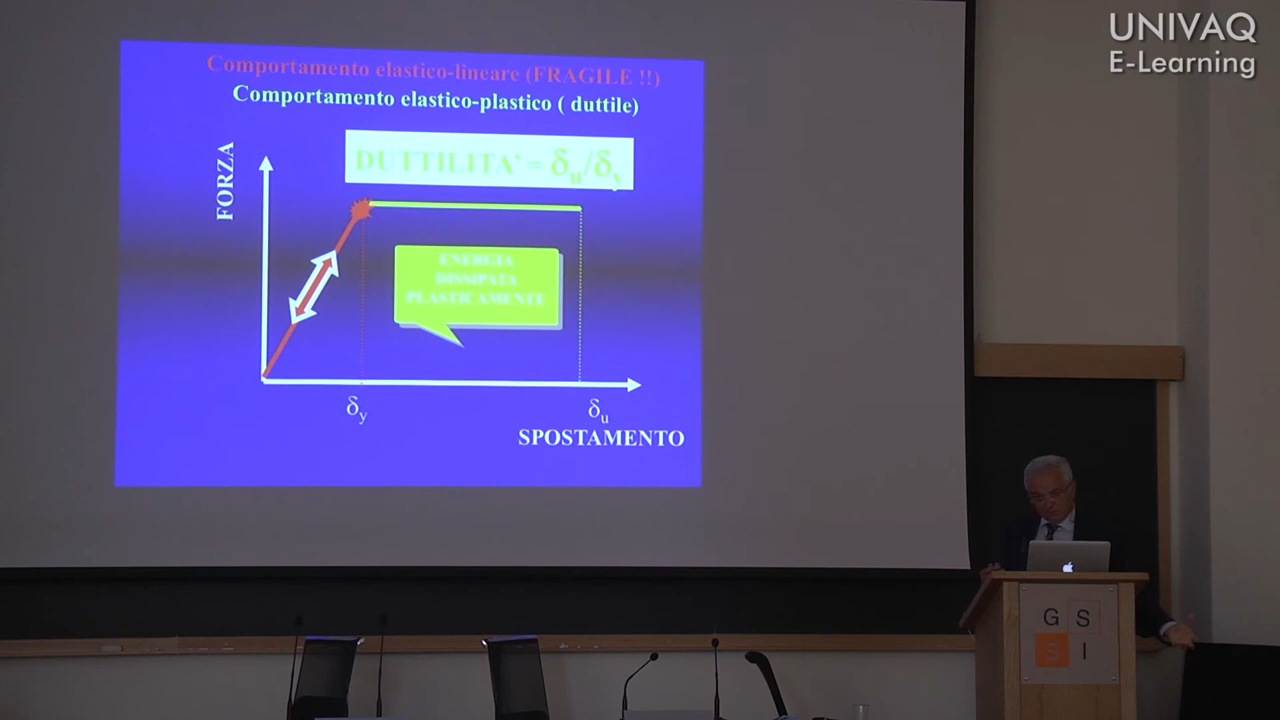 UNIVAQ
E-Learning
Comportamento elastico-lineare (FRAGILE !!)
Comportamento elastico-plastico ( duttile)
DUTTILITA' = δu/δy
FORZA
ENERGIA
DISSIPATA
PLASTICAMENTE
δy
δu
SPOSTAMENTO
G S
S I